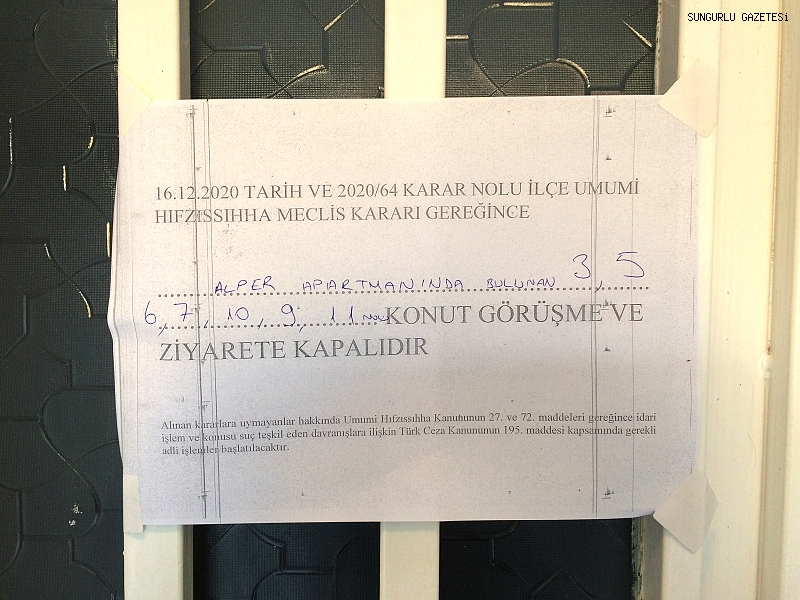 SUNGURLU GAZETESi
16.12.2020 TARİH VE 2020/64 KARAR NOLU İLÇE UMUMİ
HIFZISSIHHA MECLİS KARARI GEREĞİNCE
ALPER APARTMANINDA BULUNAN 3, 5
6, 7, 10, 9, 11 NOLU KONUT GÖRÜŞME VE
ZİYARETE KAPALIDIR
Alınan kararlara uymayanlar hakkında Umumi Hıfzıssıhha Kanununun 27. ve 72. maddeleri gereğince idari
işlem ve konusu suç teşkil eden davranışlara ilişkin Türk Ceza Kanununun 195. maddesi kapsamında gerekli
adli işlemler başlatılacaktır.